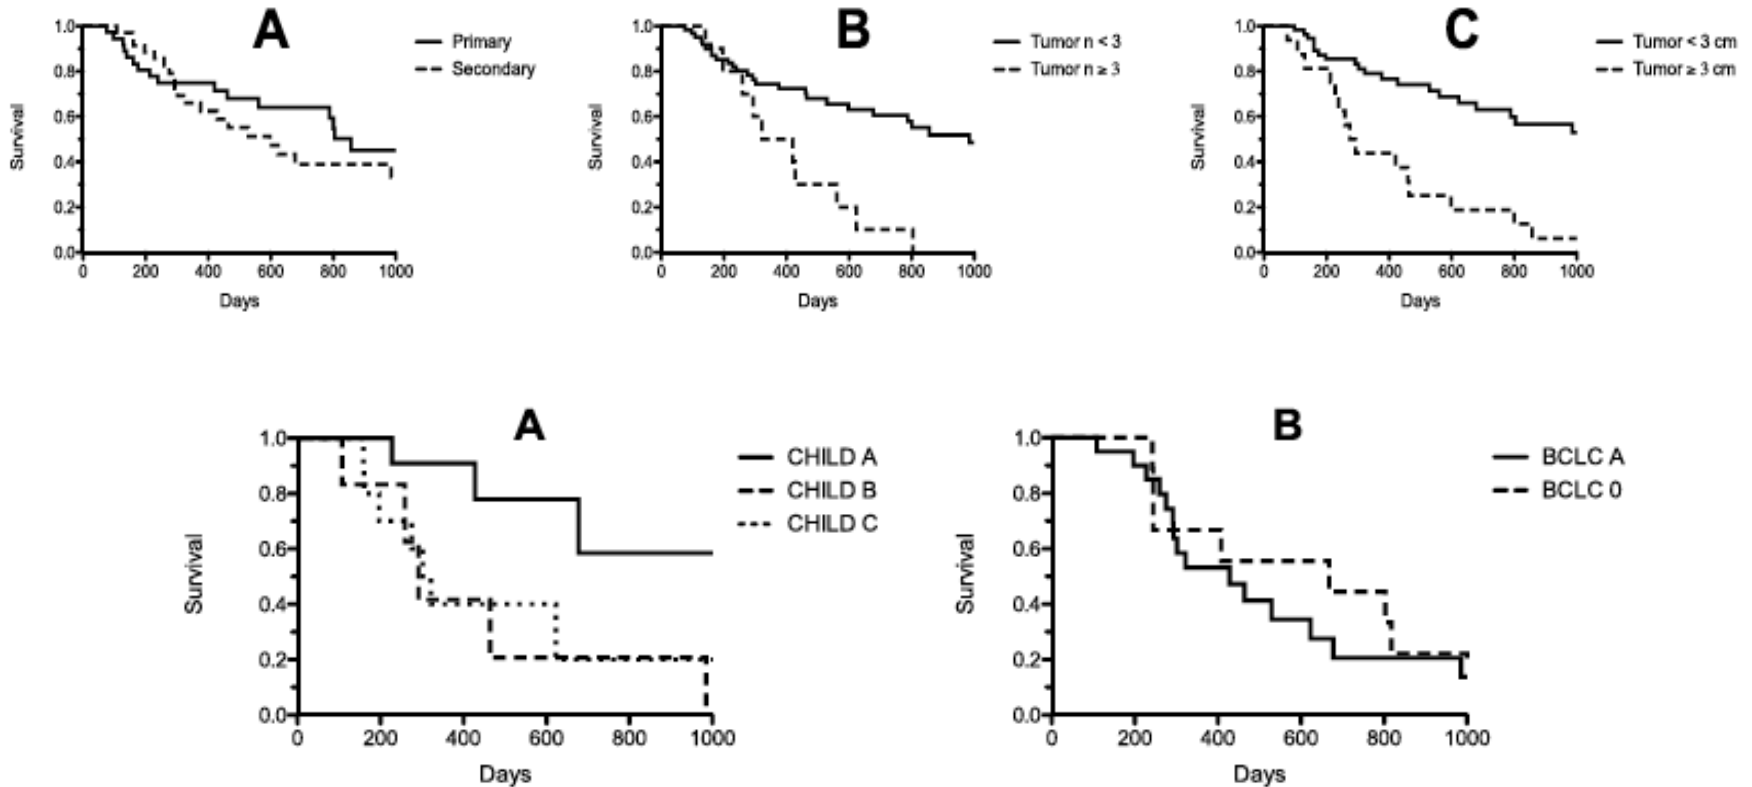 A
B
C
Primary
Secondary
Tumor n < 3
Tumor n ≥ 3
Tumor < 3 cm
Tumor ≥ 3 cm
Survival
1.0
0.8
0.6
0.4
0.2
0.0
0 200 400 600 800 1000
Days
Survival
1.0
0.8
0.6
0.4
0.2
0.0
0 200 400 600 800 1000
Days
Survival
1.0
0.8
0.6
0.4
0.2
0.0
0 200 400 600 800 1000
Days
A
CHILD A
CHILD B
CHILD C
Survival
1.0
0.8
0.6
0.4
0.2
0.0
0 200 400 600 800 1000
Days
B
BCLC A
BCLC 0
Survival
1.0
0.8
0.6
0.4
0.2
0.0
0 200 400 600 800 1000
Days